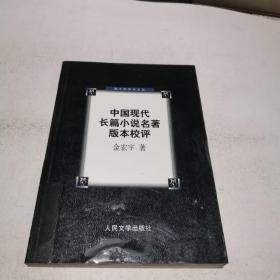 中国现代
长篇小说名著
版本校评
金宏宇 著
人民文学出版社